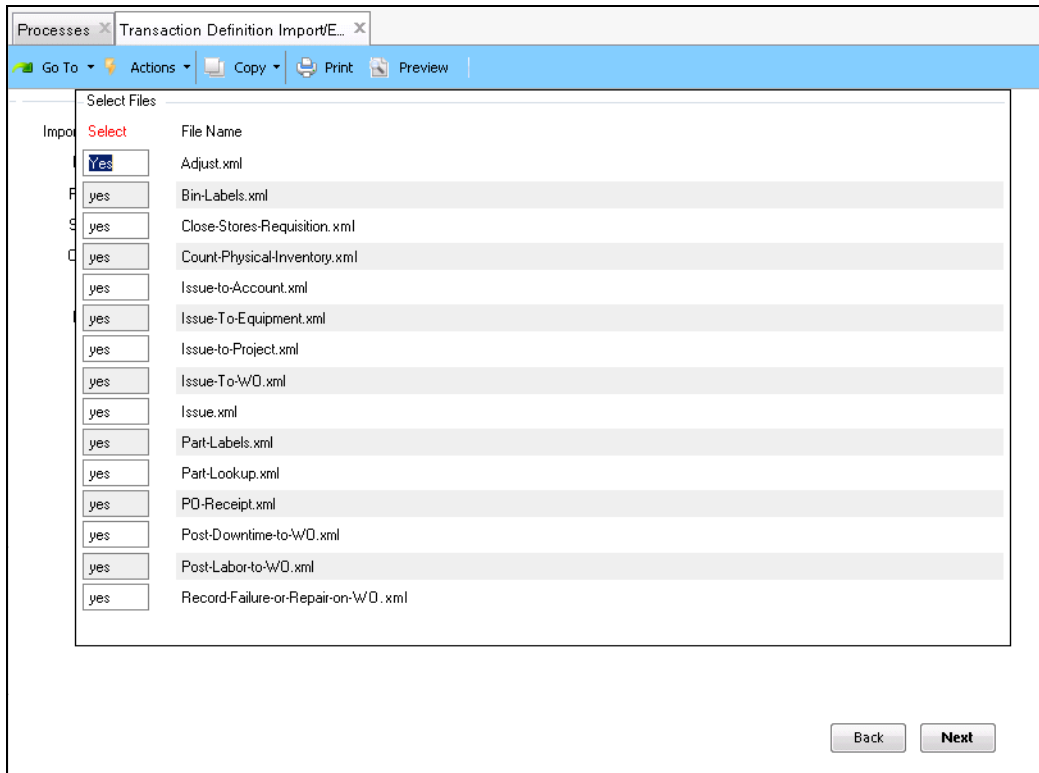 Processes Transaction Definition Import/E...
Go To Actions Copy Print Preview
Select Files
Impor Select File Name
Yes Adjust.xml
yes Bin-Labels.xml
yes Close-Stores-Requisition.xml
yes Count-Physical-Inventory.xml
yes Issue-to-Account.xml
yes Issue-To-Equipment.xml
yes Issue-to-Project.xml
yes Issue-To-WO.xml
yes Issue.xml
yes Part-Labels.xml
yes Part-Lookup.xml
yes PO-Receipt.xml
yes Post-Downtime-to-WO.xml
yes Post-Labor-to-WO.xml
yes Record-Failure-or-Repair-on-WO.xml
Back Next